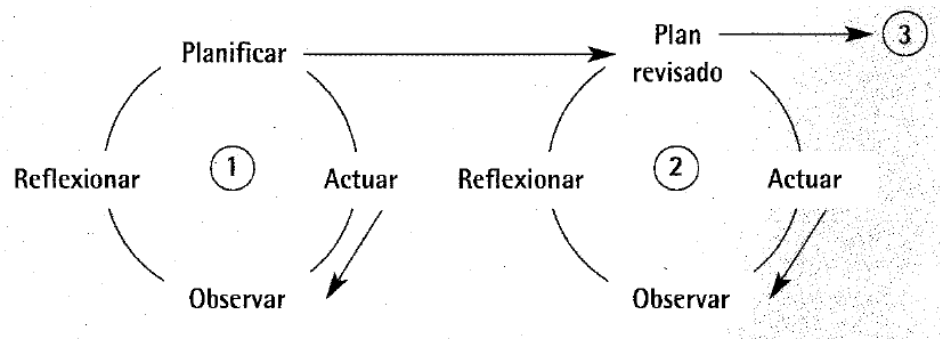 Planificar
Plan
revisado
3
Reflexionar
1
Actuar
Reflexionar
2
Actuar
Observar
Observar